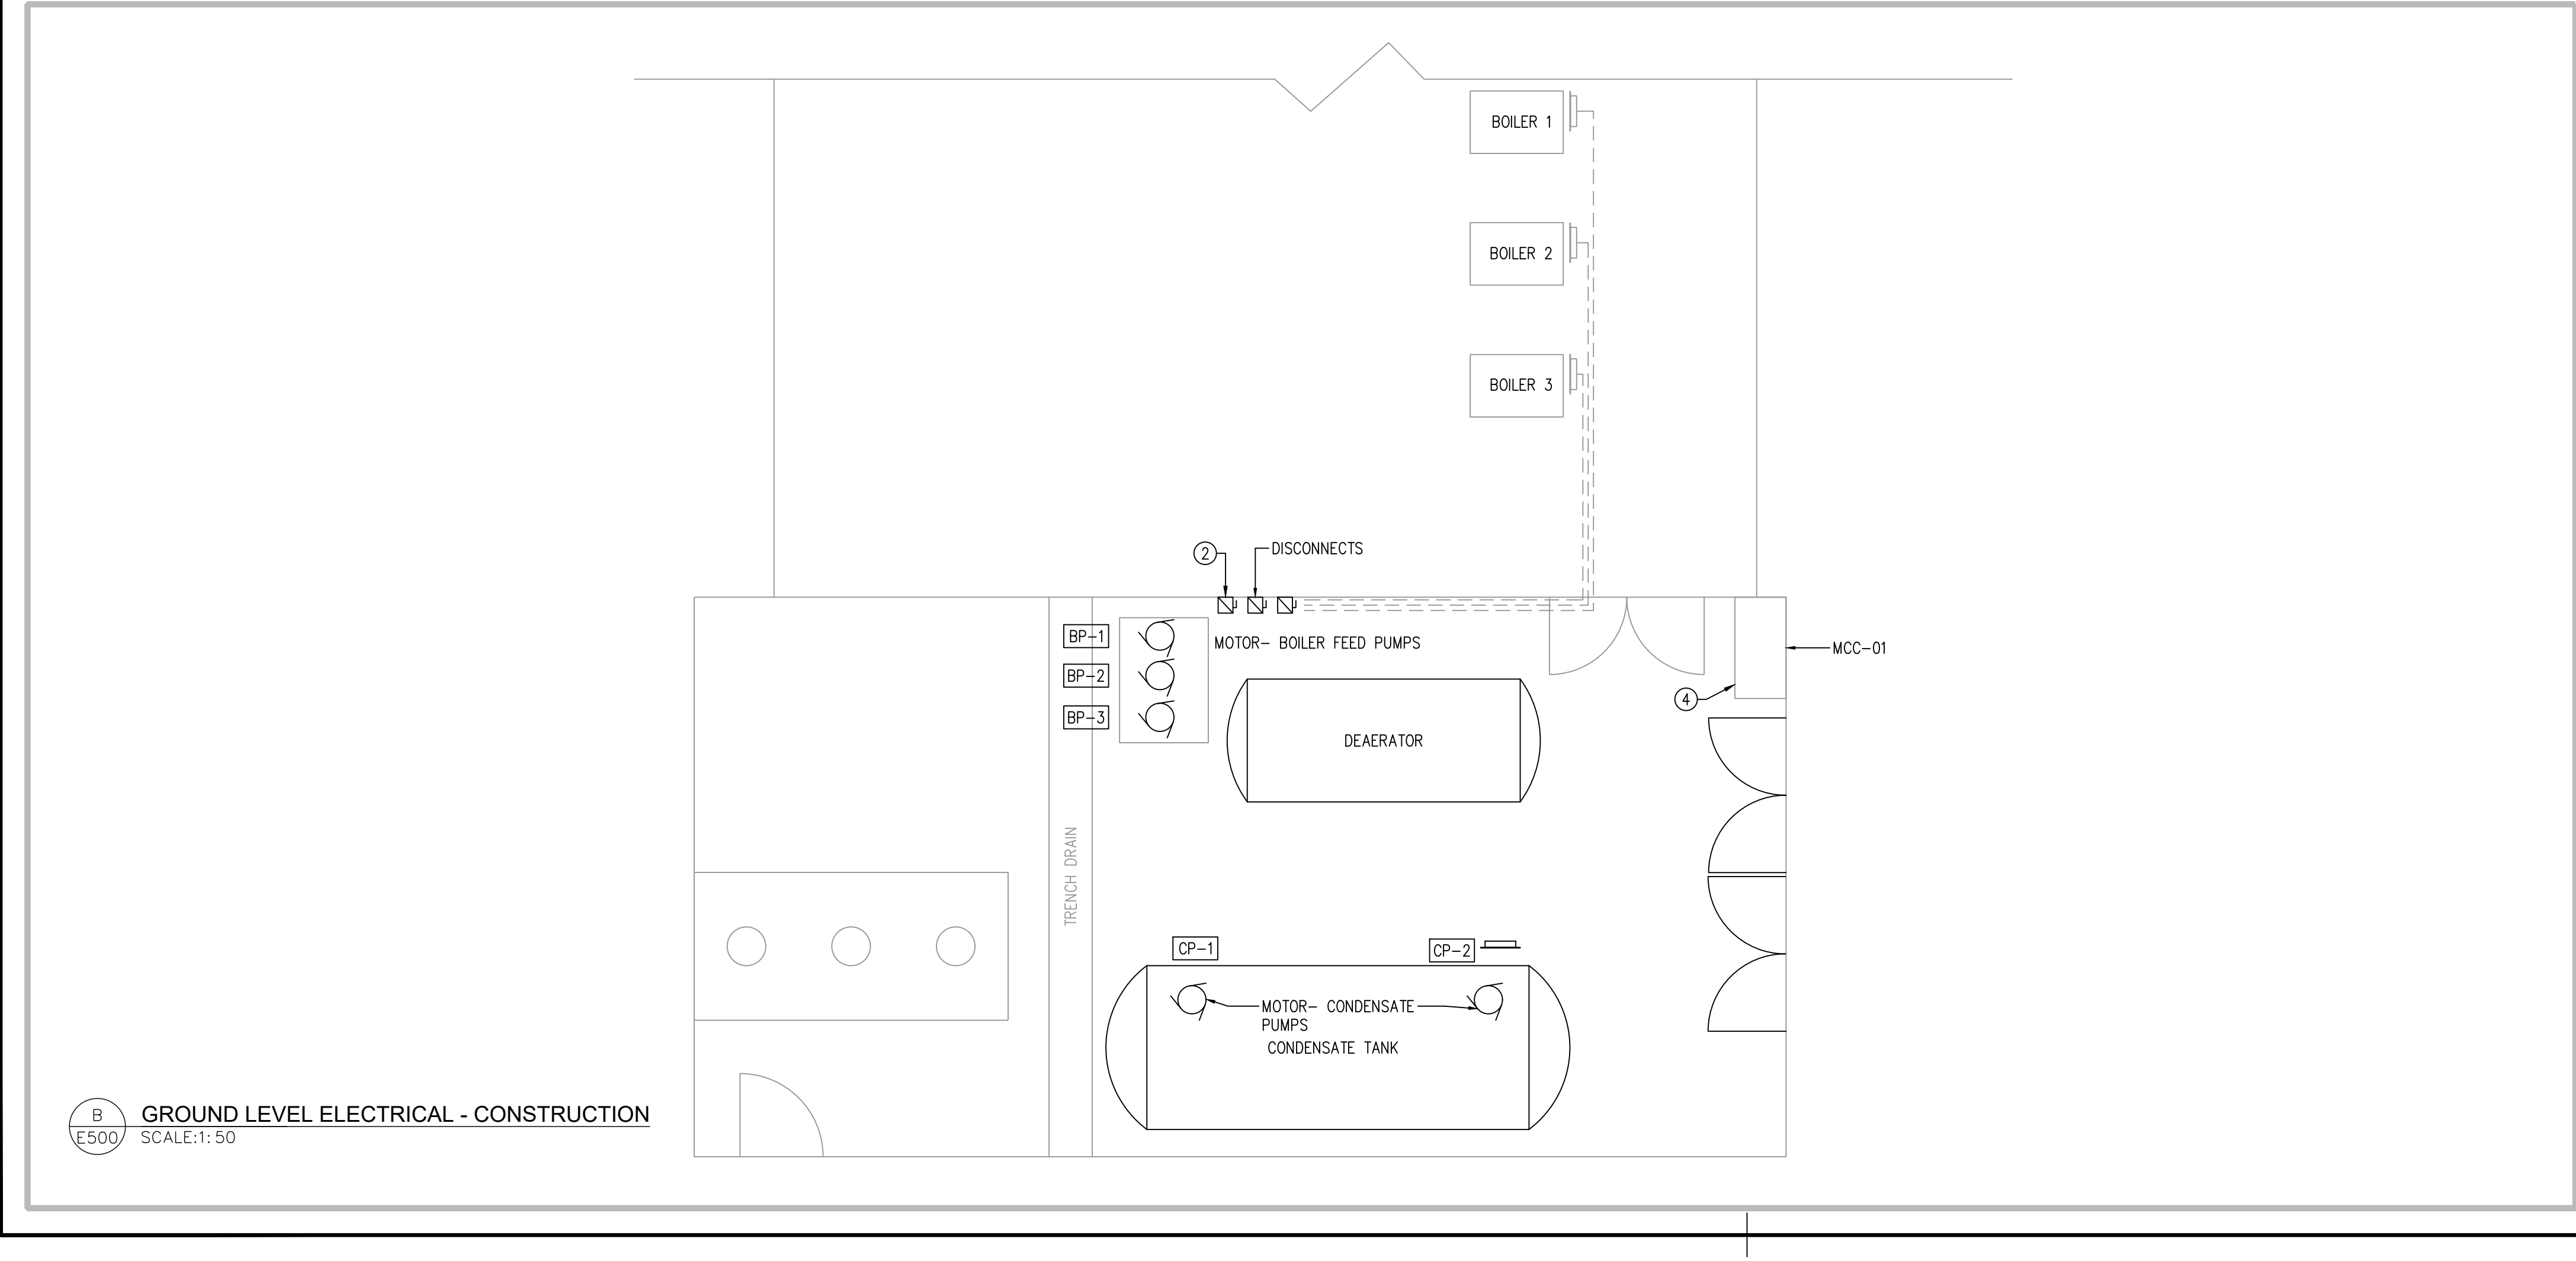 BOILER 1
BOILER 2
BOILER 3
2
DISCONNECTS
BP-1
MOTOR- BOILER FEED PUMPS
MCC-01
BP-2
4
BP-3
DEAERATOR
TRENCH DRAIN
CP-1
CP-2
MOTOR- CONDENSATE
PUMPS
CONDENSATE TANK
B
E500
GROUND LEVEL ELECTRICAL - CONSTRUCTION
SCALE:1:50